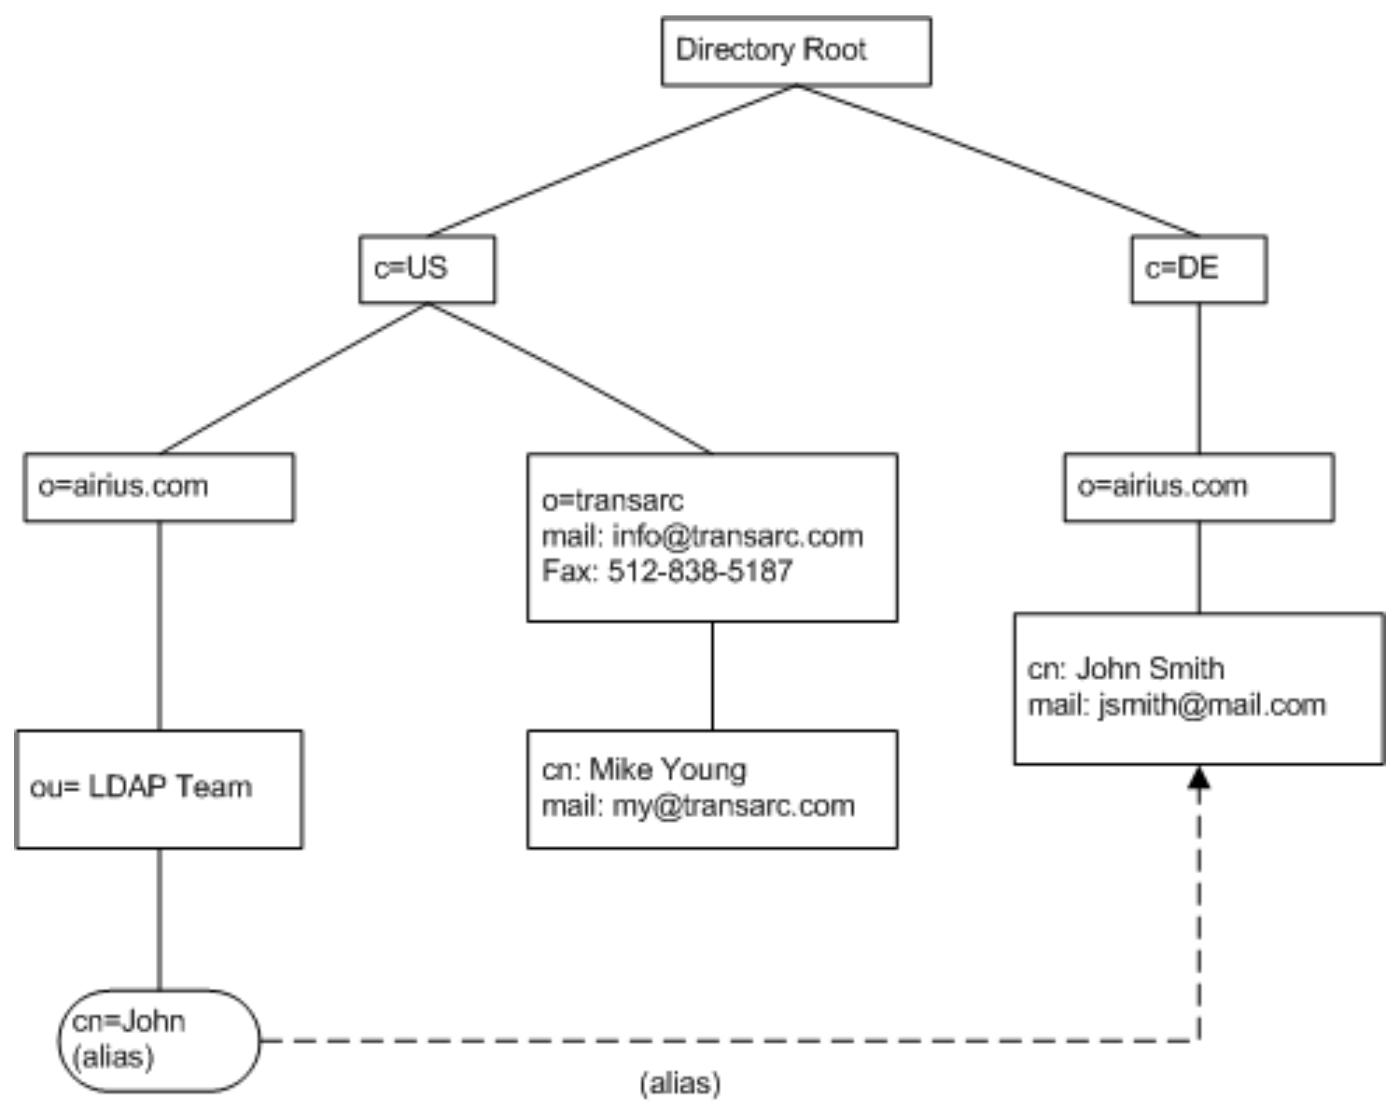 Directory Root
c=US
c=DE
o=airius.com
o=transarc
mail: info@transarc.com
Fax: 512-838-5187
o=airius.com
cn: John Smith
mail: jsmith@mail.com
ou= LDAP Team
cn: Mike Young
mail: my@transarc.com
cn=John
(alias)
(alias)